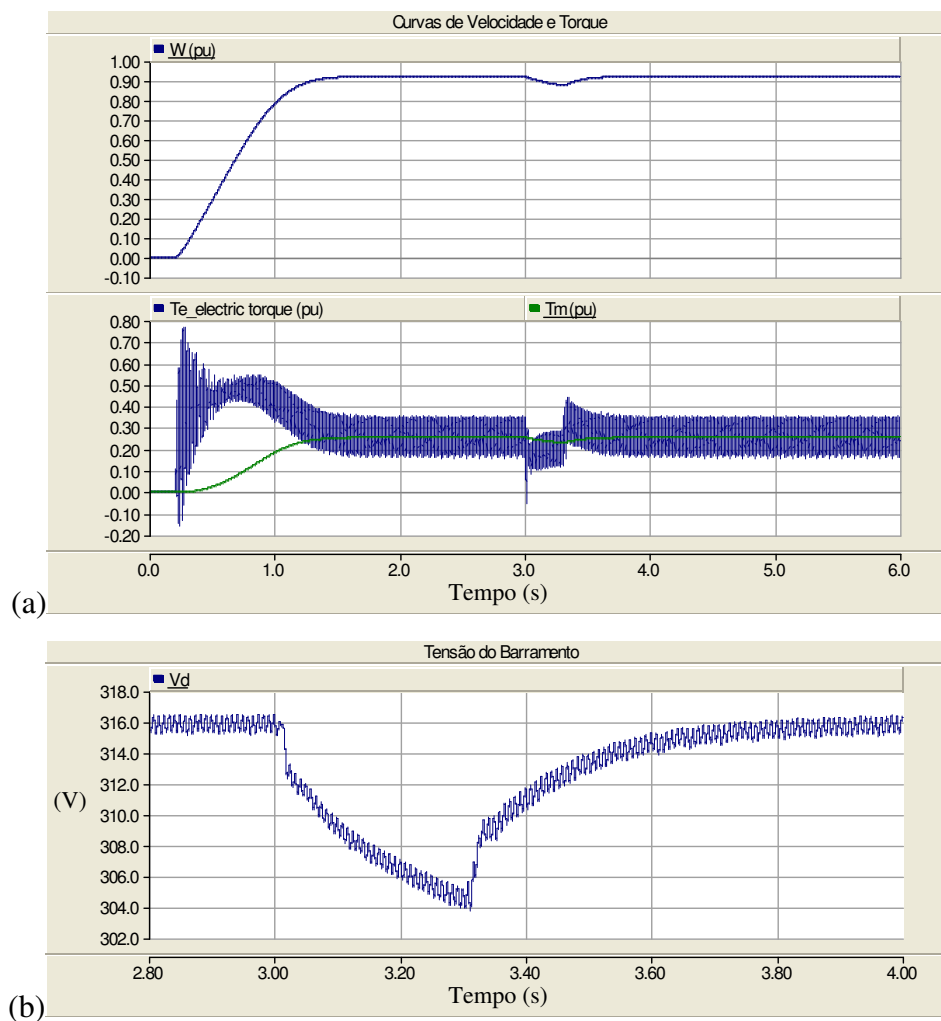 Curvas de Velocidade e Torque
W (pu)
1.00
0.90
0.80
0.70
0.60
0.50
0.40
0.30
0.20
0.10
0.00
-0.10
Te_electric torque (pu) Tm (pu)
0.80
0.70
0.60
0.50
0.40
0.30
0.20
0.10
0.00
-0.10
-0.20
0.0 1.0 2.0 3.0 4.0 5.0 6.0
Tempo (s)
(a)
Tensão do Barramento
Vd
318.0
316.0
314.0
312.0
(V)
310.0
308.0
306.0
304.0
302.0
2.80 3.00 3.20 3.40 3.60 3.80 4.00
Tempo (s)
(b)